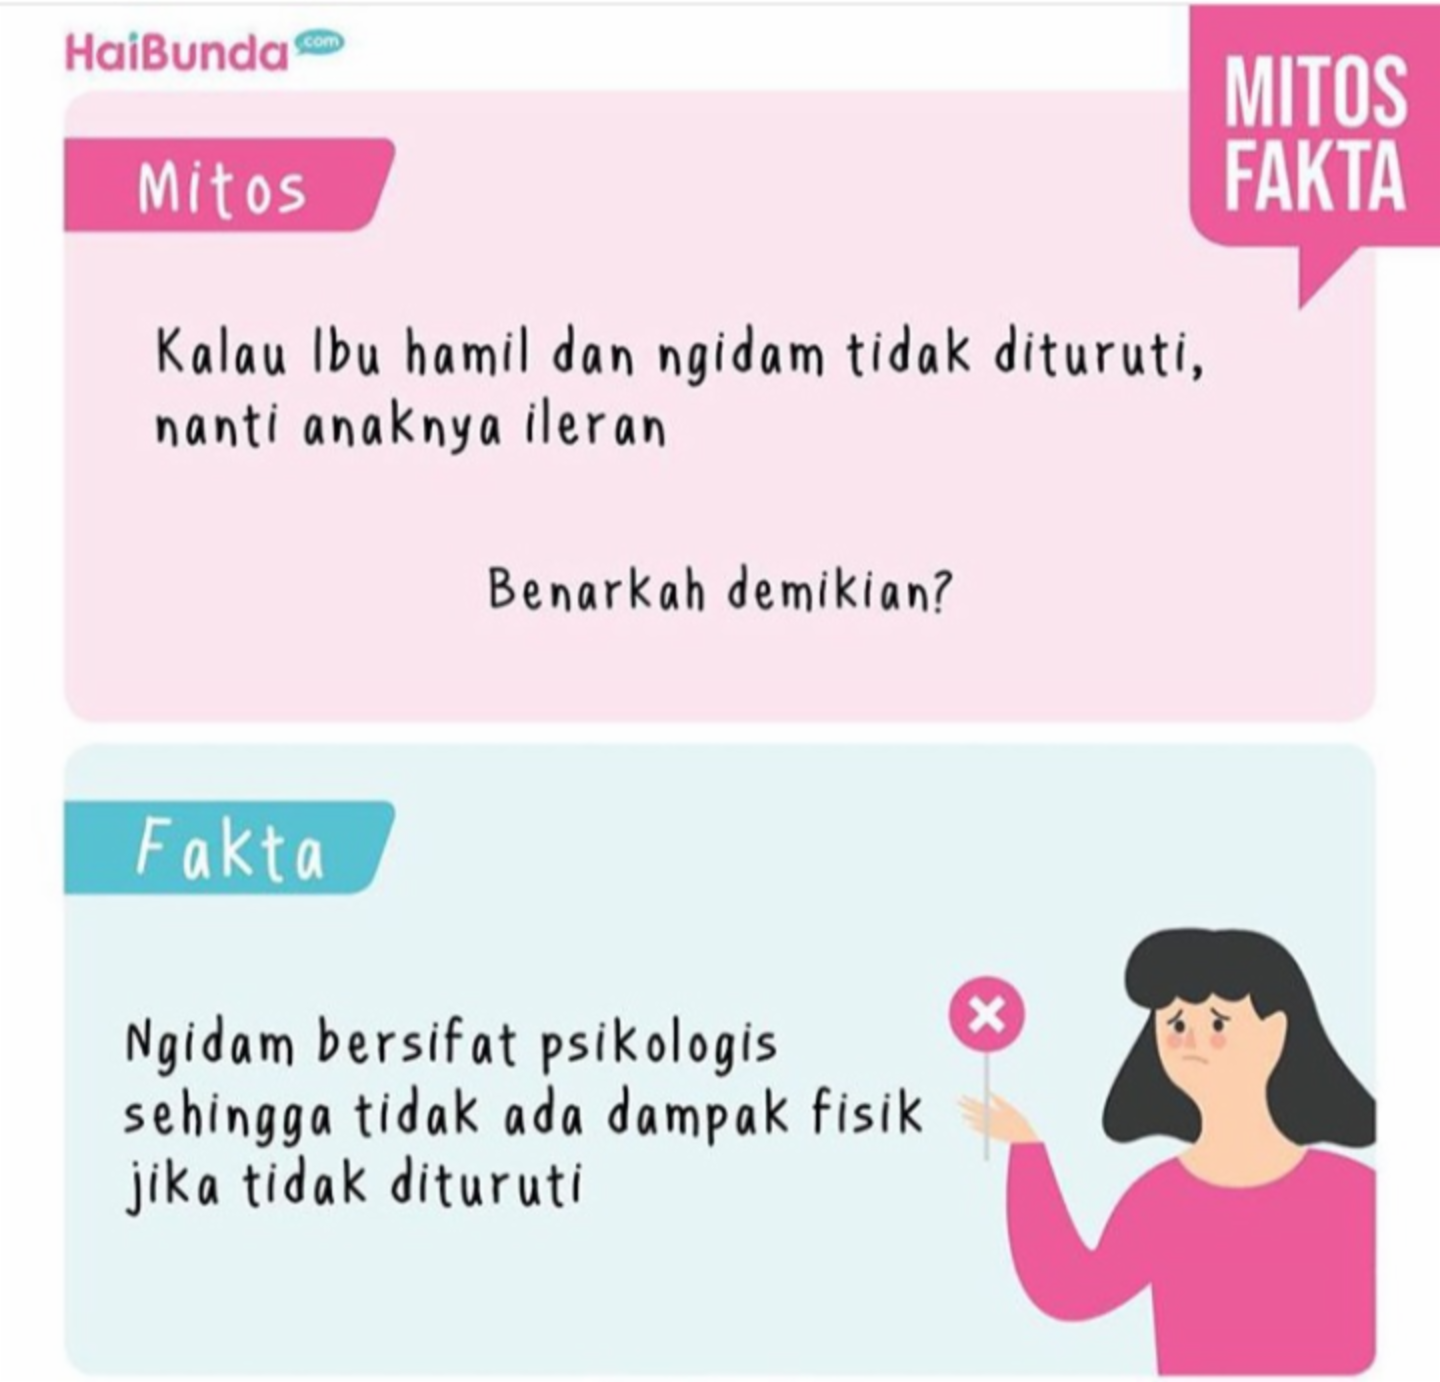 HaiBunda.com
MITOS
FAKTA
Mitos
Kalau Ibu hamil dan ngidam tidak dituruti,
nanti anaknya ileran
Benarkah demikian?
Fakta
Ngidam bersifat psikologis
sehingga tidak ada dampak fisik
jika tidak dituruti